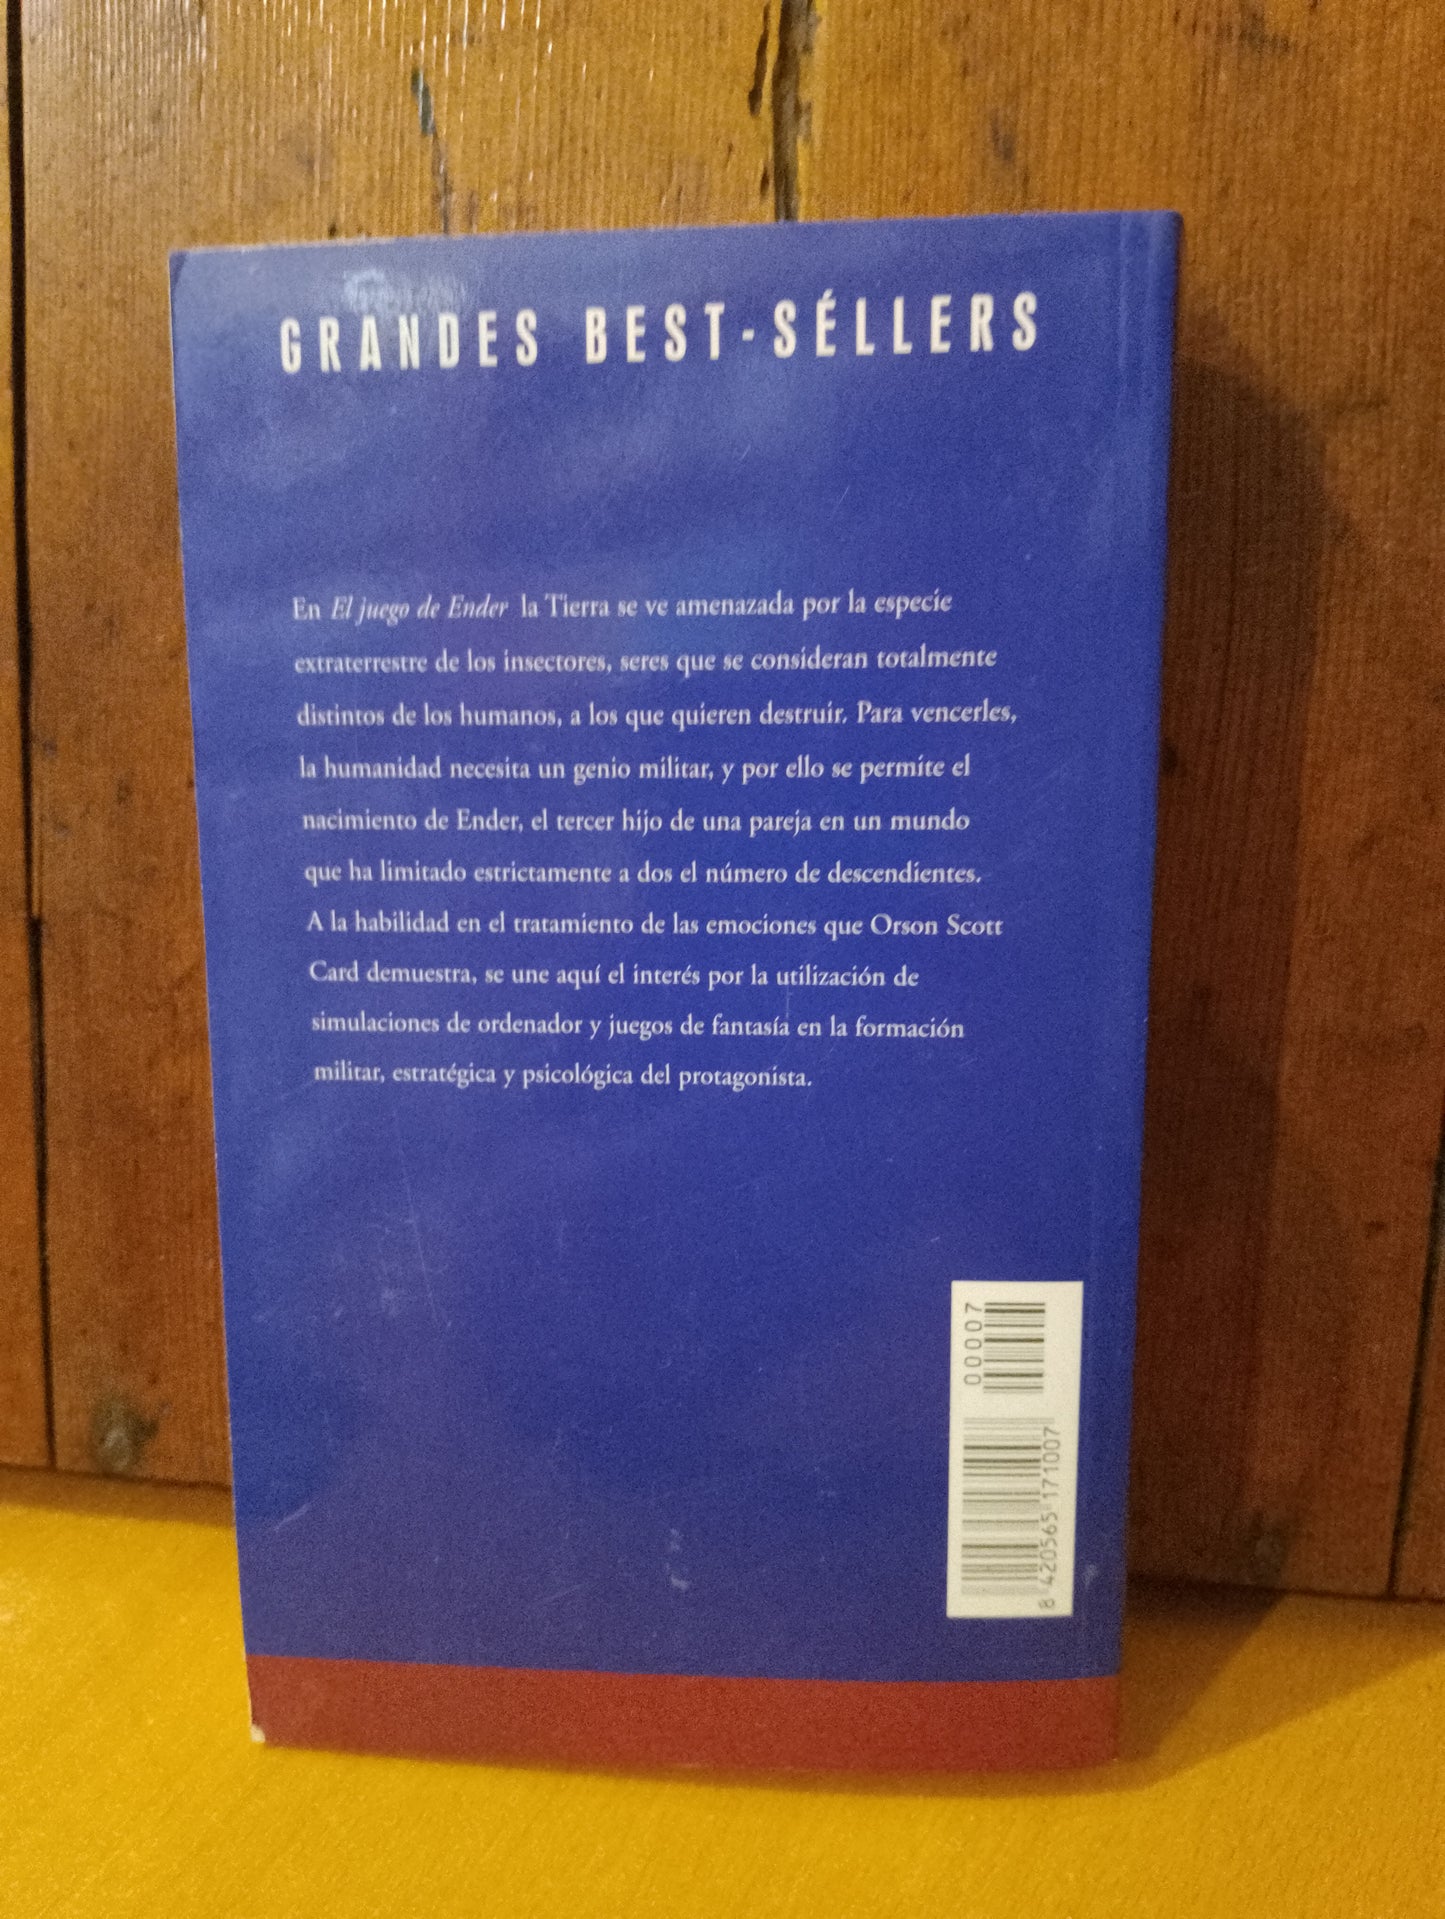 GRANDES BEST-SÉLLERS
En El juego de Ender la Tierra se ve amenazada por la especie
extraterrestre de los insectores, seres que se consideran totalmente
distintos de los humanos, a los que quieren destruir. Para vencerles,
la humanidad necesita un genio militar, y por ello se permite el
nacimiento de Ender, el tercer hijo de una pareja en un mundo
que ha limitado estrictamente a dos el número de descendientes.
A la habilidad en el tratamiento de las emociones que Orson Scott
Card demuestra, se une aquí el interés por la utilización de
simulaciones de ordenador y juegos de fantasía en la formación
militar, estratégica y psicológica del protagonista.
00007
8 420565 171007